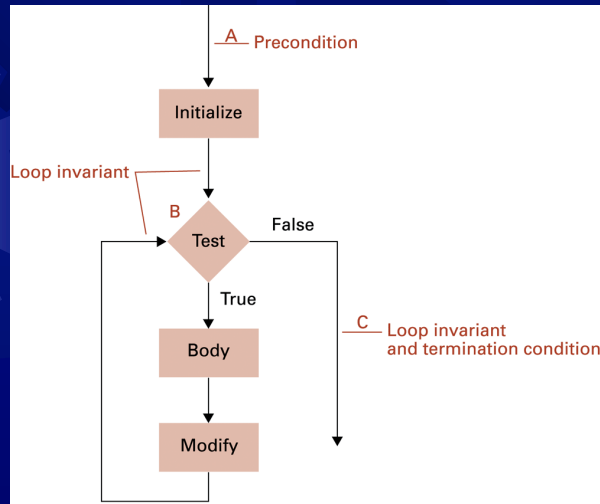 A
Precondition
Initialize
Loop invariant
B
Test
False
True
C
Loop invariant
and termination condition
Body
Modify